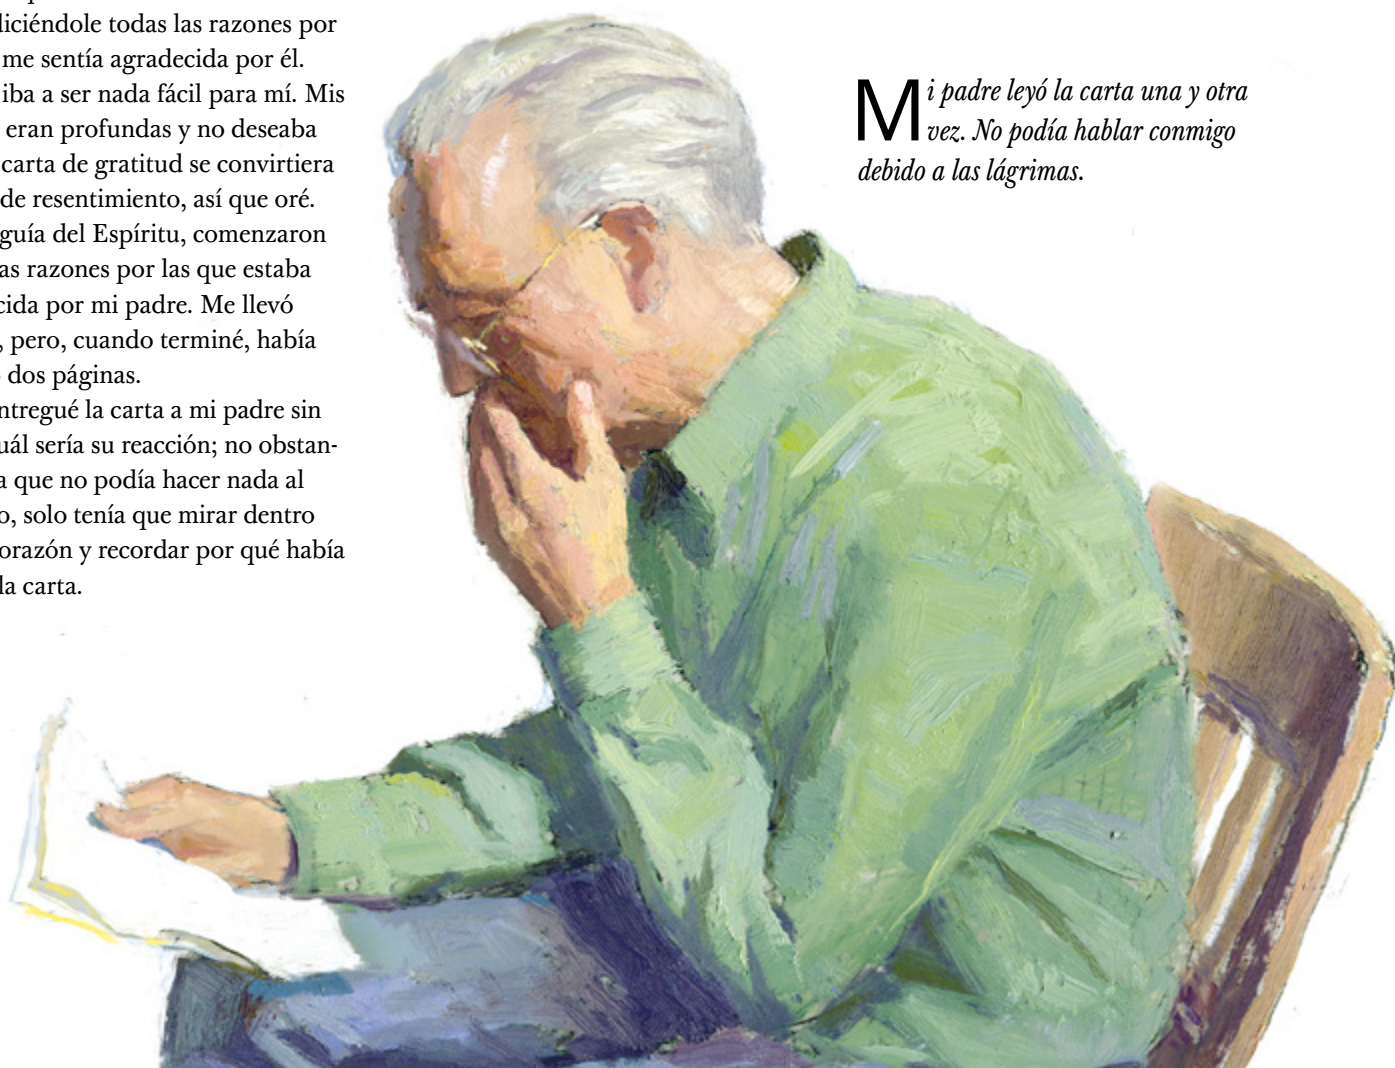 diciéndole todas las razones por
me sentía agradecida por él.
iba a ser nada fácil para mí. Mis
eran profundas y no deseaba
carta de gratitud se convirtiera
de resentimiento, así que oré.
guía del Espíritu, comenzaron
as razones por las que estaba
cida por mi padre. Me llevó
, pero, cuando terminé, había
dos páginas.
ntregué la carta a mi padre sin
uál sería su reacción; no obstan-
a que no podía hacer nada al
o, solo tenía que mirar dentro
orazón y recordar por qué había
la carta.
Mi padre leyó la carta una y otra
vez. No podía hablar conmigo
debido a las lágrimas.